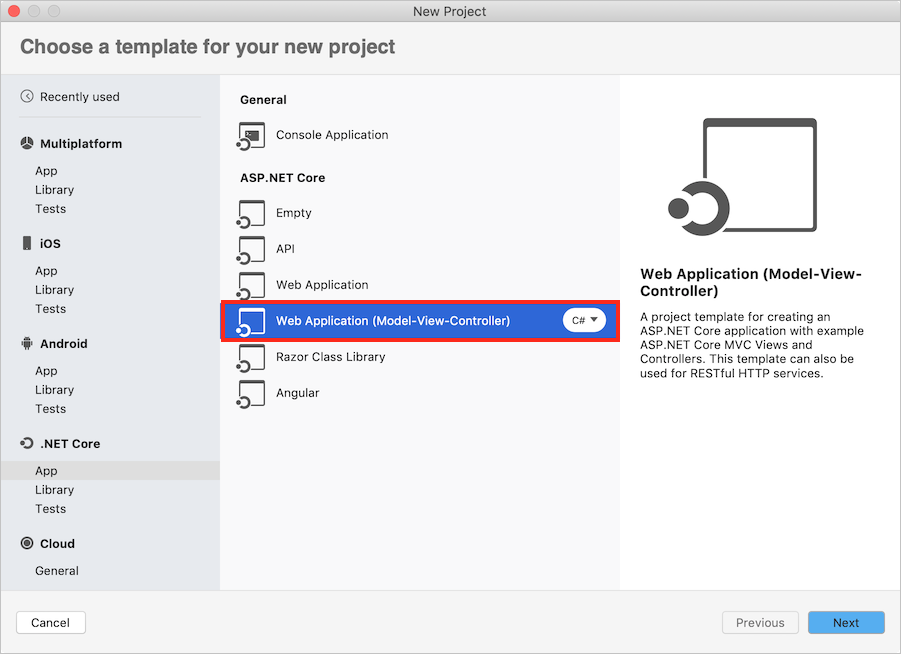 New Project
Choose a template for your new project
Recently used
Multiplatform
App
Library
Tests
iOS
App
Library
Tests
Android
App
Library
Tests
.NET Core
App
Library
Tests
Cloud
General
General
Console Application
ASP.NET Core
Empty
API
Web Application
Web Application (Model-View-Controller)
C#
Razor Class Library
Angular
Web Application (Model-View-
Controller)
A project template for creating an
ASP.NET Core application with example
ASP.NET Core MVC Views and
Controllers. This template can also be
used for RESTful HTTP services.
Cancel
Previous
Next